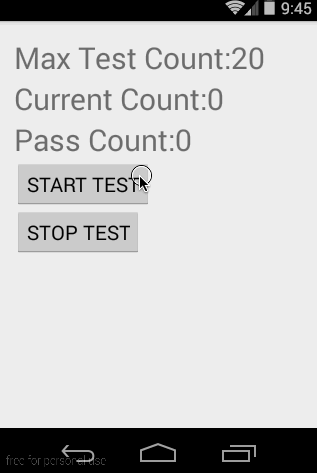 9:45
Max Test Count:20
Current Count:0
Pass Count:0
START TEST
STOP TEST
free for personal use